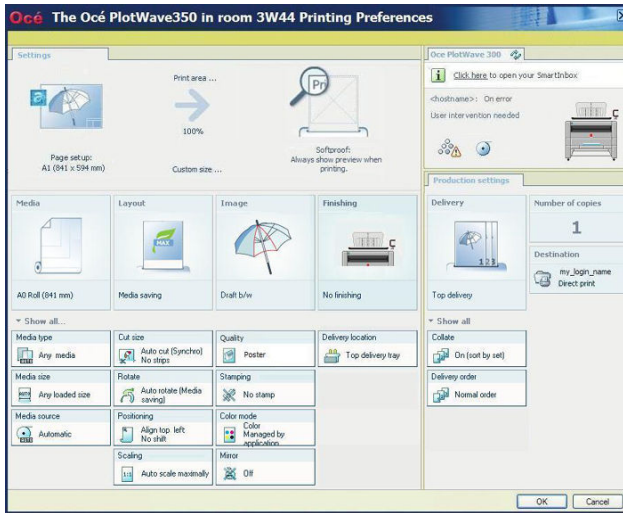 Océ The Océ PlotWave350 in room 3W44 Printing Preferences
Settings
Print area ...
100%
Custom size ...
Page setup:
A1 (841 x 594 mm)
Softproof:
Always show preview when
printing.
Media
A0 Roll (841 mm)
Layout
MAX
Media saving
Image
Draft b/w
Finishing
No finishing
Show all...
Media type
Any media
Media size
Any loaded size
Media source
Automatic
Cut size
Auto cut (Synchro)
No strips
Rotate
Auto rotate (Media
saving)
Positioning
Align top left
No shift
Scaling
1:1
Auto scale maximally
Quality
Poster
Stamping
No stamp
Color mode
Color
Managed by
application
Mirror
Off
Delivery location
Top delivery tray
Oce PlotWave 300
Click here to open your SmartInbox
<hostname>: On error
User intervention needed
Production settings
Delivery
1 2 3
Top delivery
Number of copies
1
Destination
my_login_name
Direct print
Show all
Collate
On (sort by set)
Delivery order
Normal order
OK
Cancel